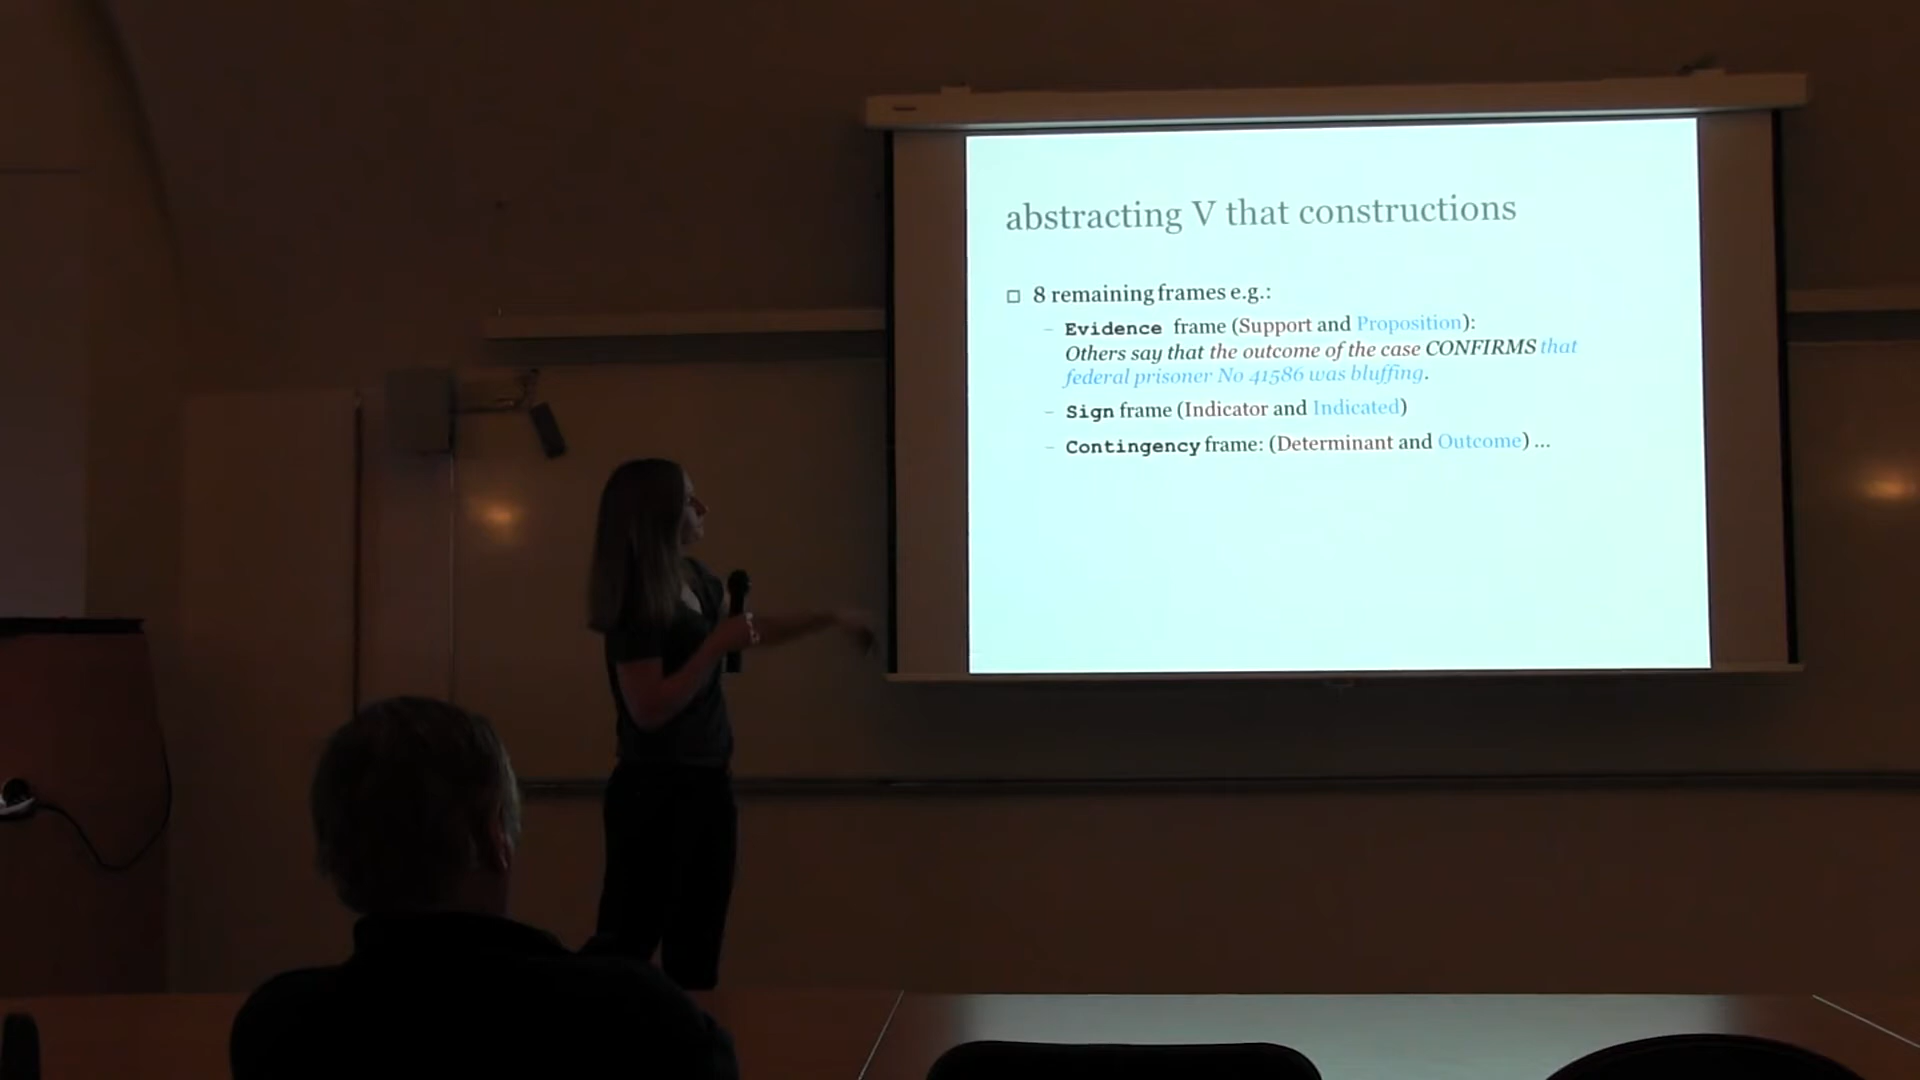 abstracting V that constructions
8 remaining frames e.g.:
– Evidence frame (Support and Proposition):
Others say that the outcome of the case CONFIRMS that
federal prisoner No 41586 was bluffing.
– Sign frame (Indicator and Indicated)
– Contingency frame: (Determinant and Outcome) ...